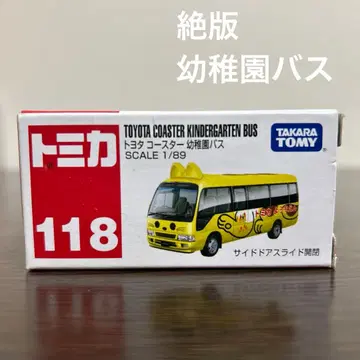 絶版
幼稚園バス
トミカ
118
TOYOTA COASTER KINDERGARTEN BUS
トヨタ コースター 幼稚園バス
SCALE 1/89
TAKARA
TOMY
サイドドアスライド開閉